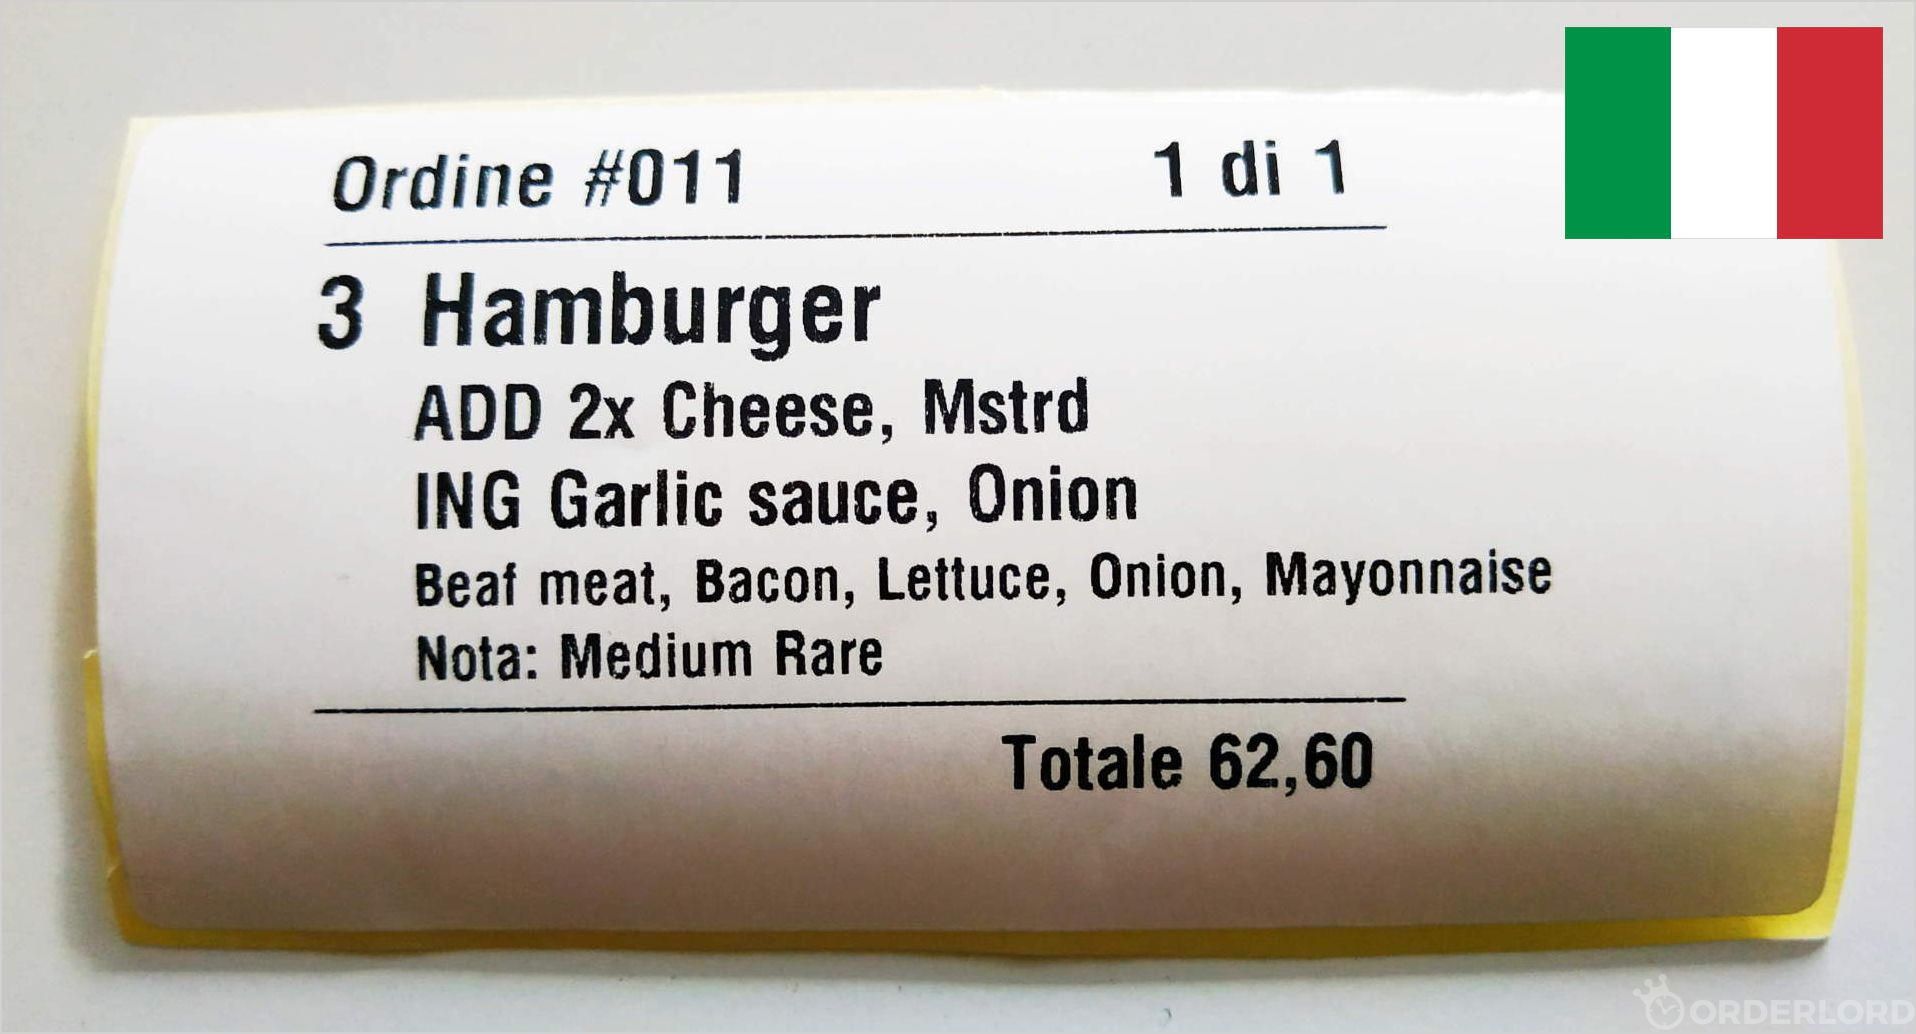 Ordine #011 1 di 1
3 Hamburger
ADD 2x Cheese, Mstrd
ING Garlic sauce, Onion
Beaf meat, Bacon, Lettuce, Onion, Mayonnaise
Nota: Medium Rare
Totale 62,60
ORDERLORD